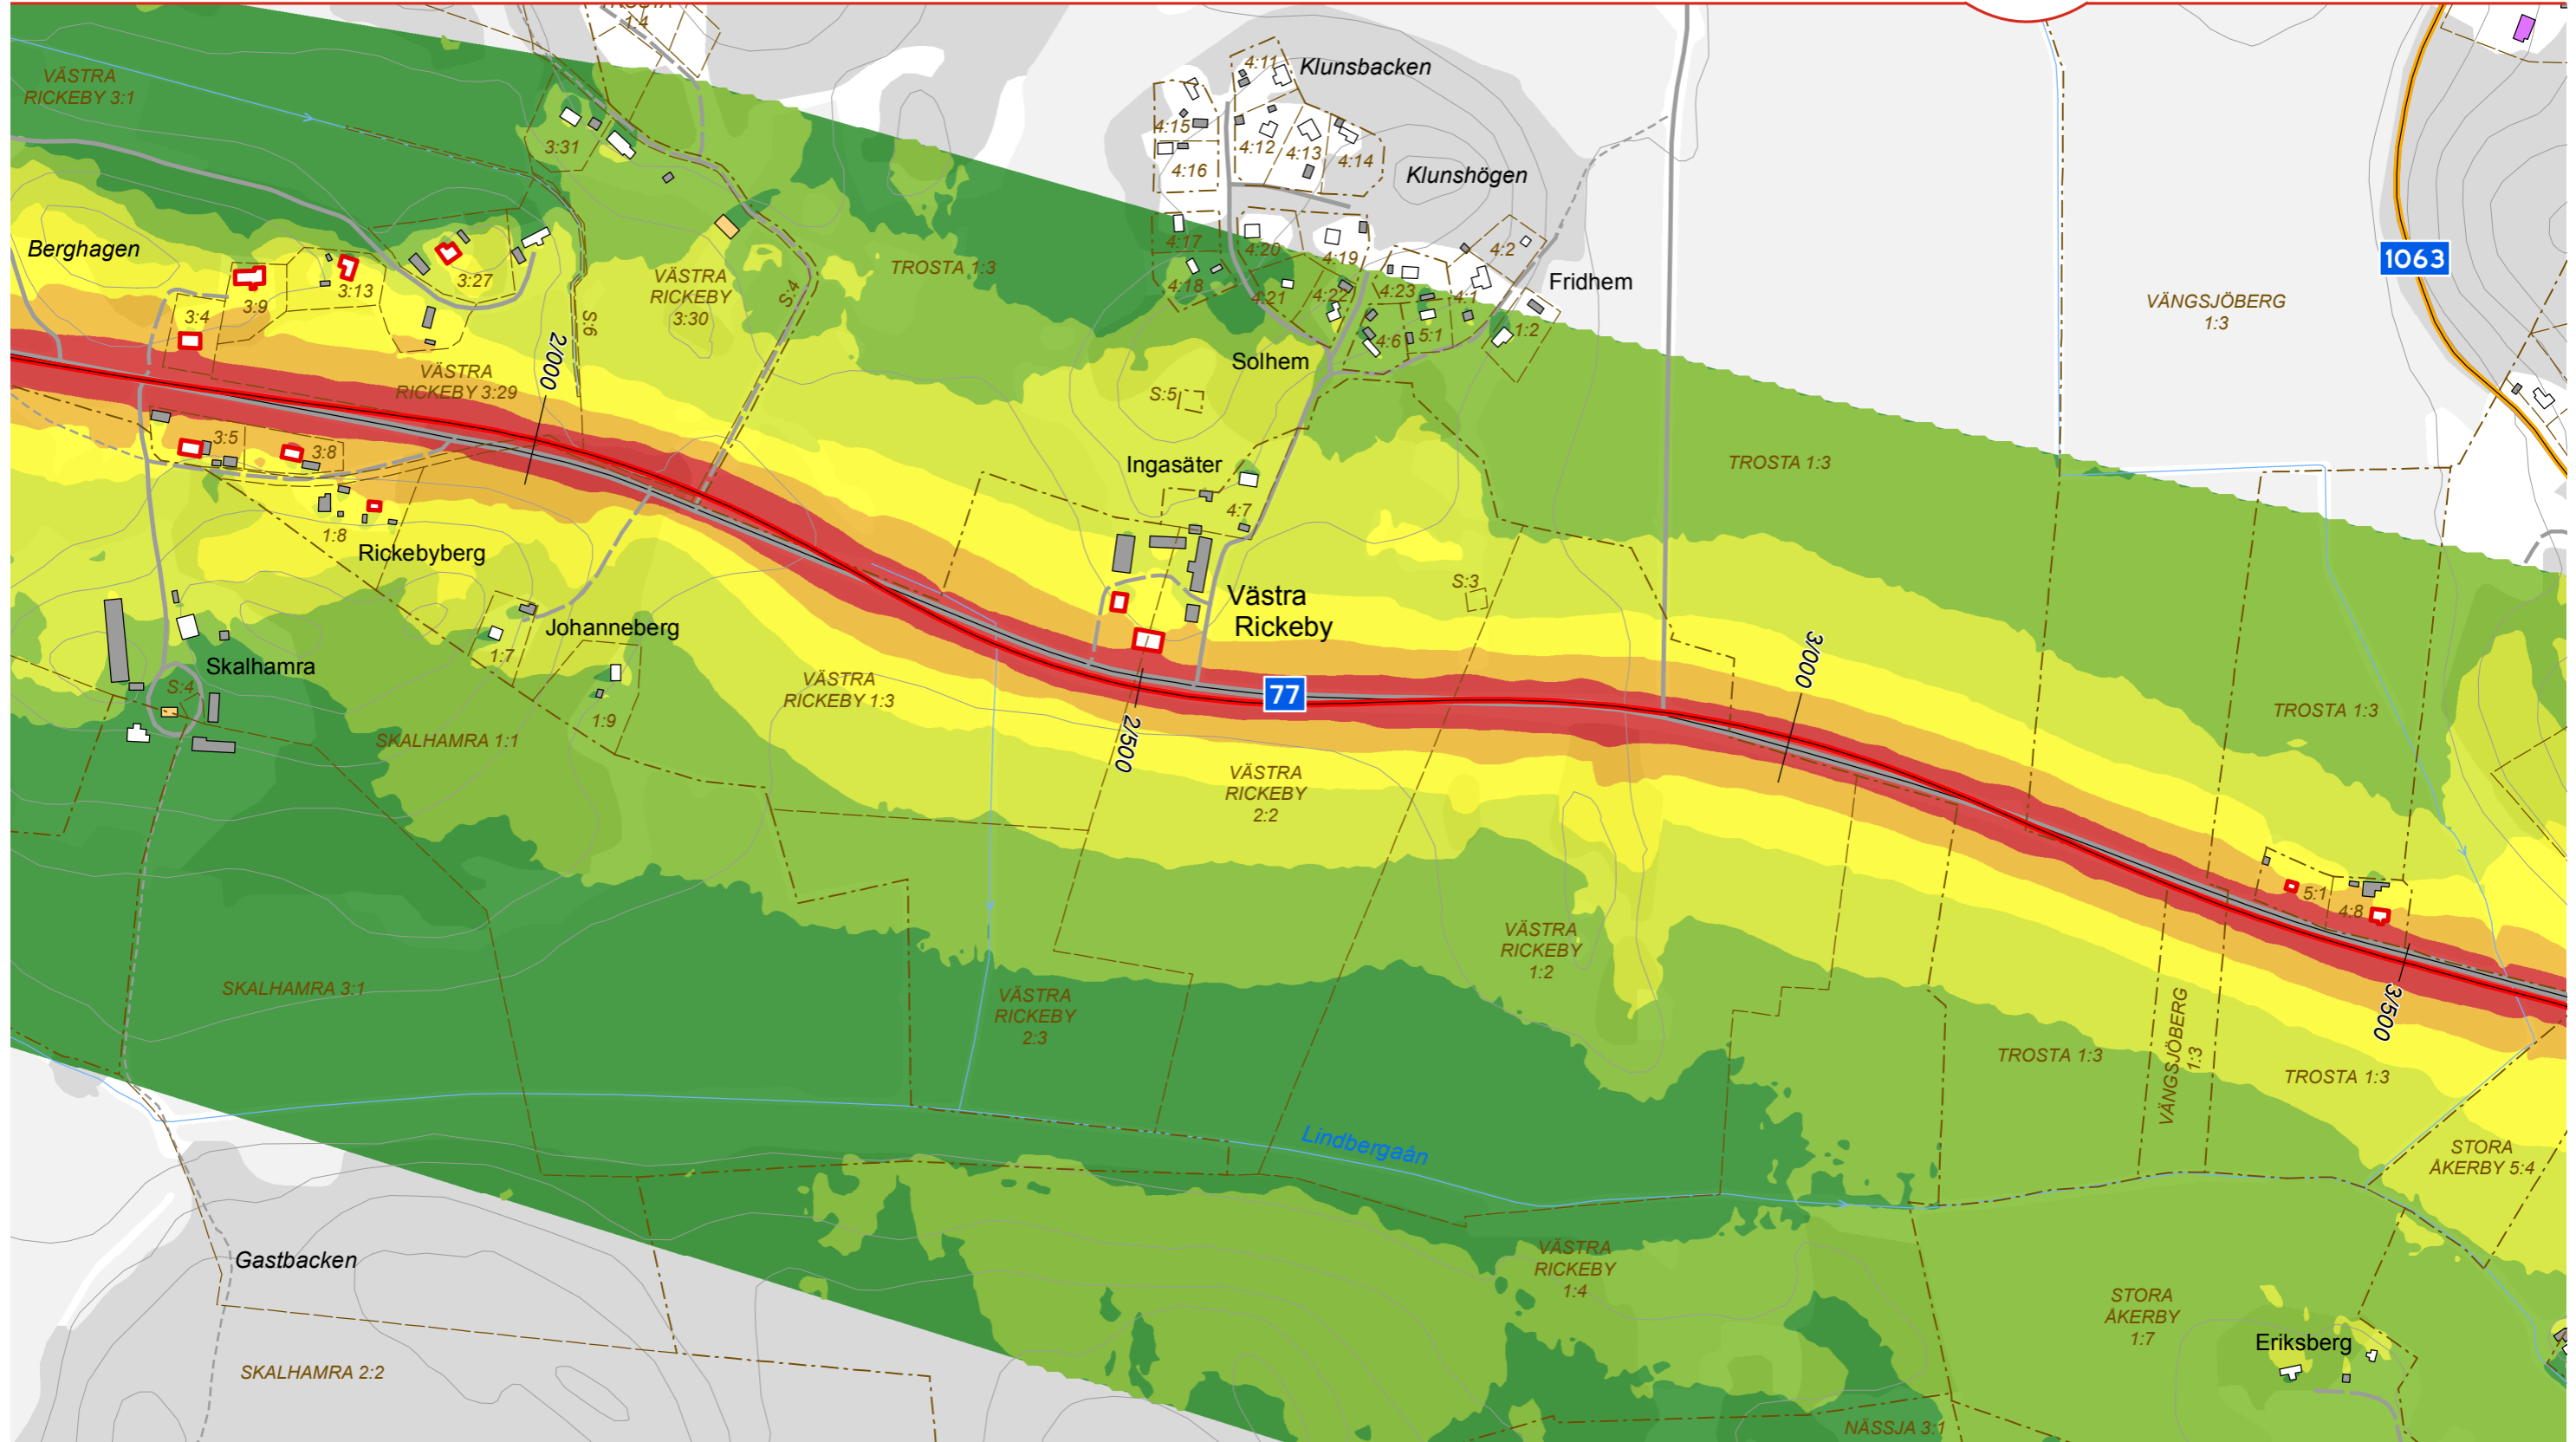 TROSTA
1:4
VÄSTRA
RICKEBY 3:1
3:31
Klunsbacken
4:11
4:15
4:12
4:13
4:14
4:16
Klunshögen
4:17
4:20
4:19
4:2
4:18
4:21
4:22
4:23
4:1
Fridhem
4:6
5:1
1:2
Solhem
1063
VÄNGSJÖBERG
1:3
Berghagen
3:4
3:9
3:13
3:27
VÄSTRA
RICKEBY
3:30
S:4
S:6
TROSTA 1:3
2/000
VÄSTRA
RICKEBY 3:29
S:5
3:5
3:8
Ingasäter
4:7
TROSTA 1:3
1:8
Rickebyberg
S:3
Västra
Rickeby
Johanneberg
1:7
1:9
Skalhamra
S:4
SKALHAMRA 1:1
VÄSTRA
RICKEBY 1:3
77
2/500
3/000
TROSTA 1:3
VÄSTRA
RICKEBY
2:2
5:1
4:8
VÄSTRA
RICKEBY
1:2
SKALHAMRA 3:1
VÄSTRA
RICKEBY
2:3
3/500
TROSTA 1:3
VÄNGSJÖBERG
1:3
TROSTA 1:3
Lindbergaån
STORA
ÅKERBY 5:4
Gastbacken
VÄSTRA
RICKEBY
1:4
STORA
ÅKERBY
1:7
Eriksberg
SKALHAMRA 2:2
NÄSSJA 3:1